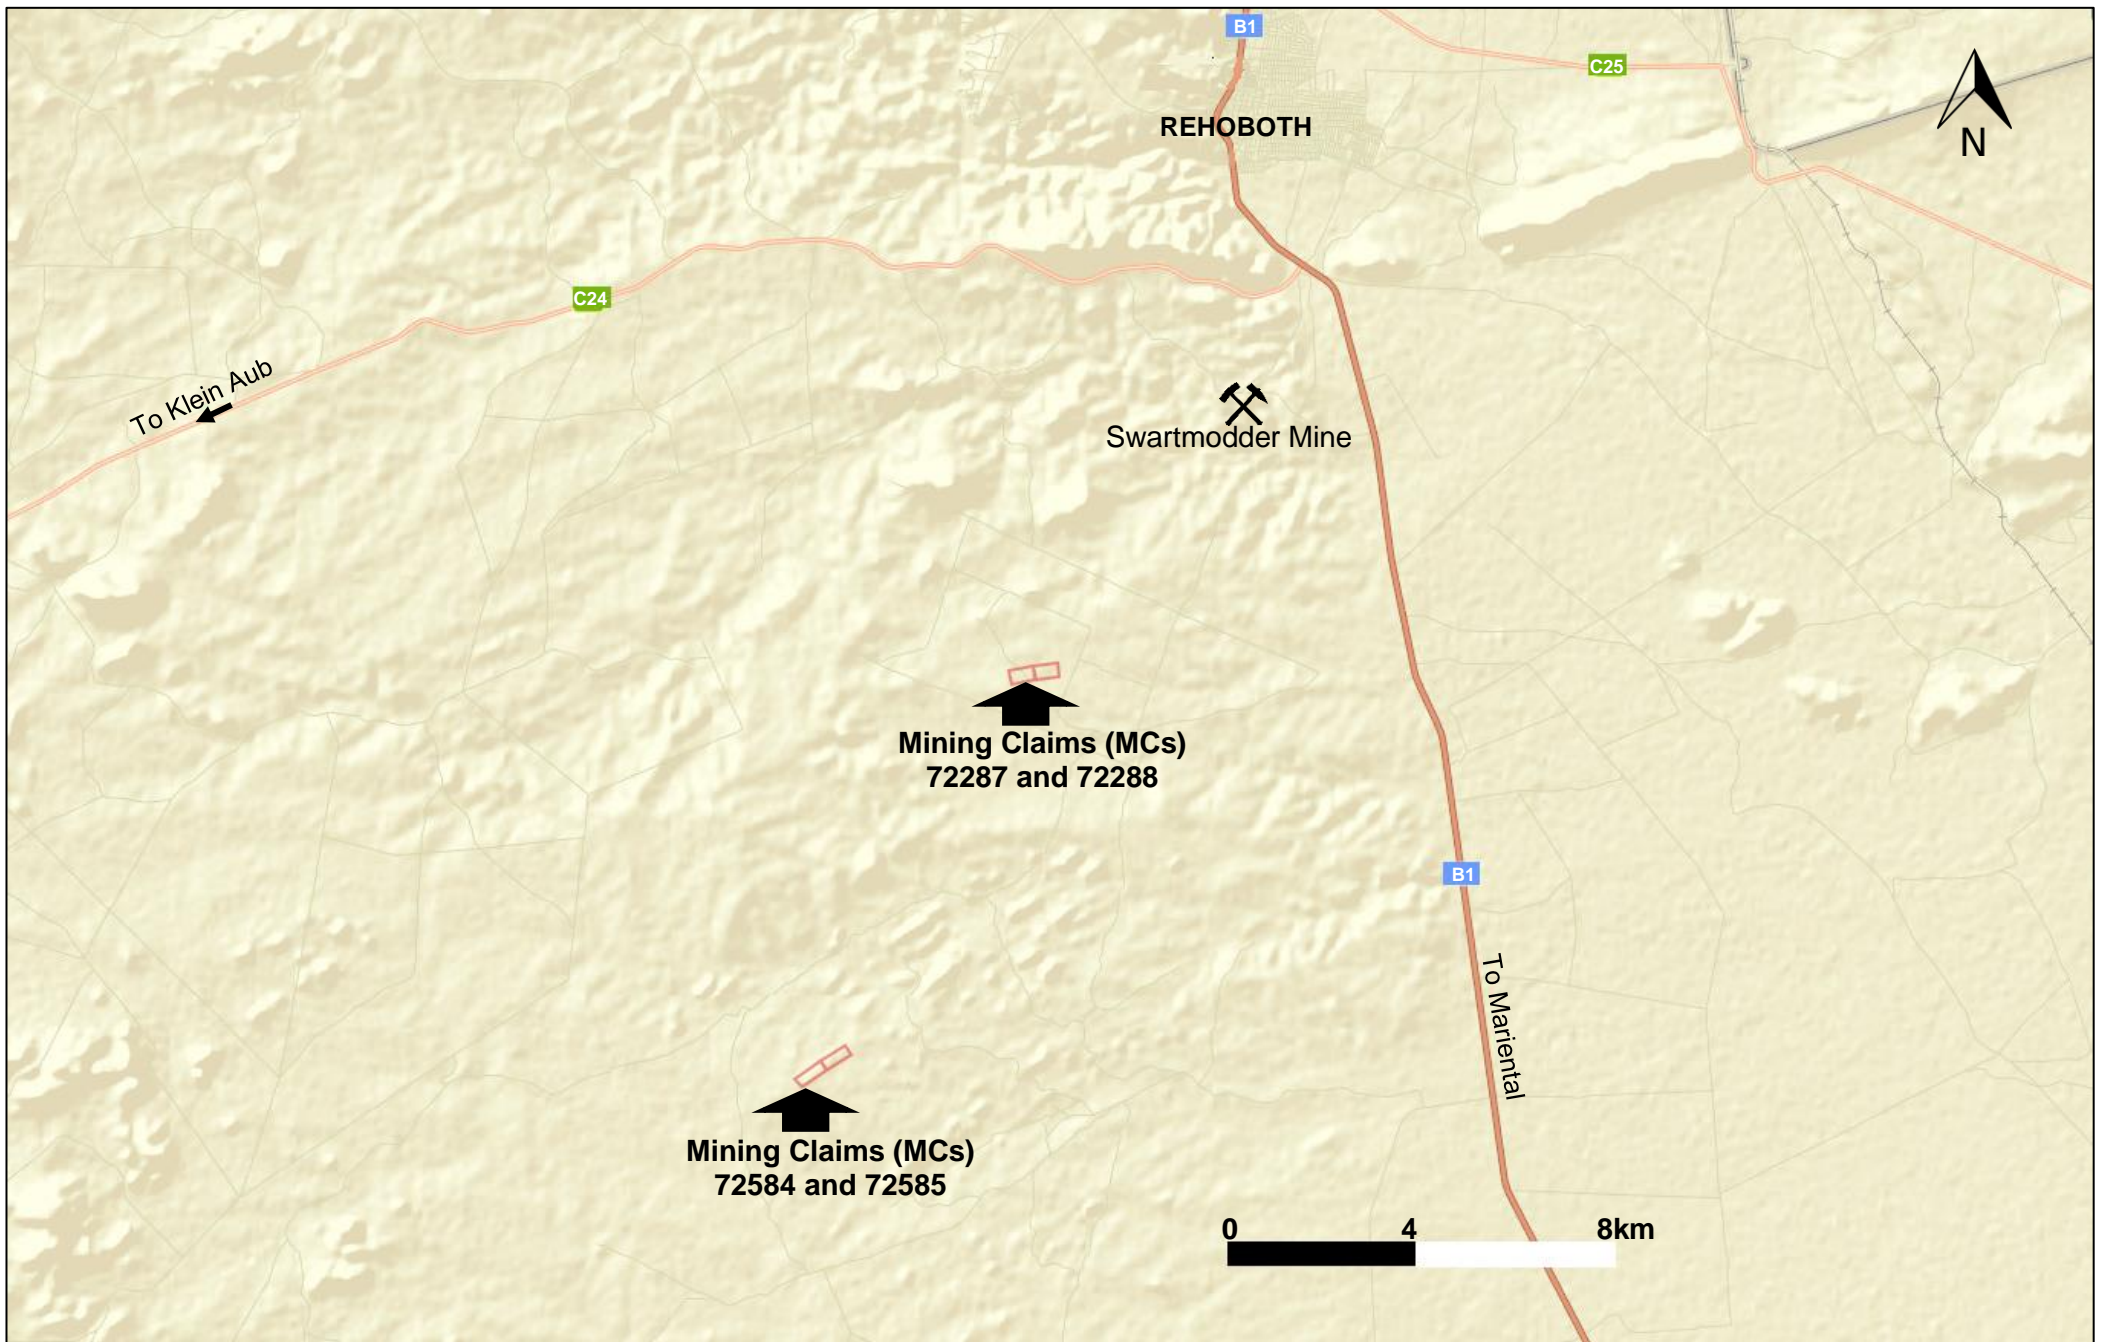 B1
C25
N
REHOBOTH
C24
To Klein Aub
Swartmodder Mine
Mining Claims (MCs)
72287 and 72288
B1
To Mariental
Mining Claims (MCs)
72584 and 72585
0 4 8km